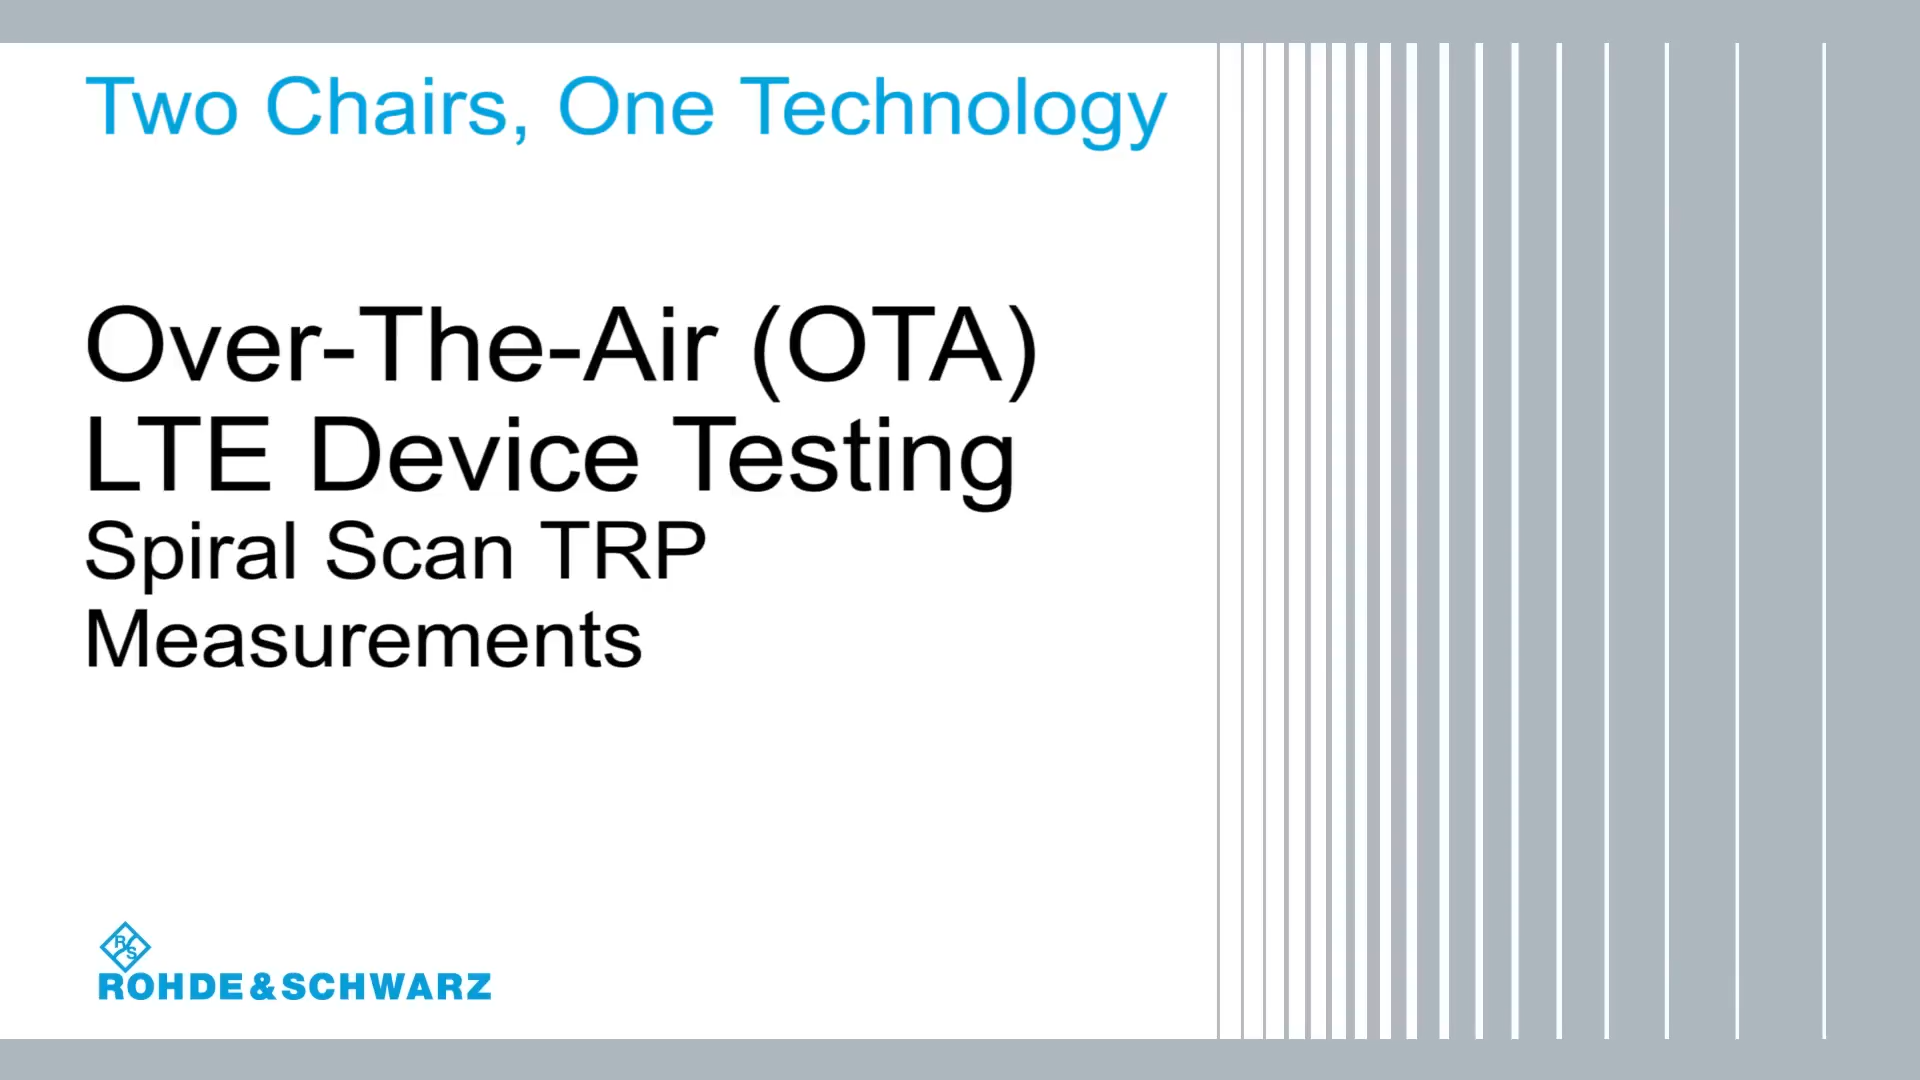 Two Chairs, One Technology
Over-The-Air (OTA)
LTE Device Testing
Spiral Scan TRP
Measurements
R S
ROHDE&SCHWARZ